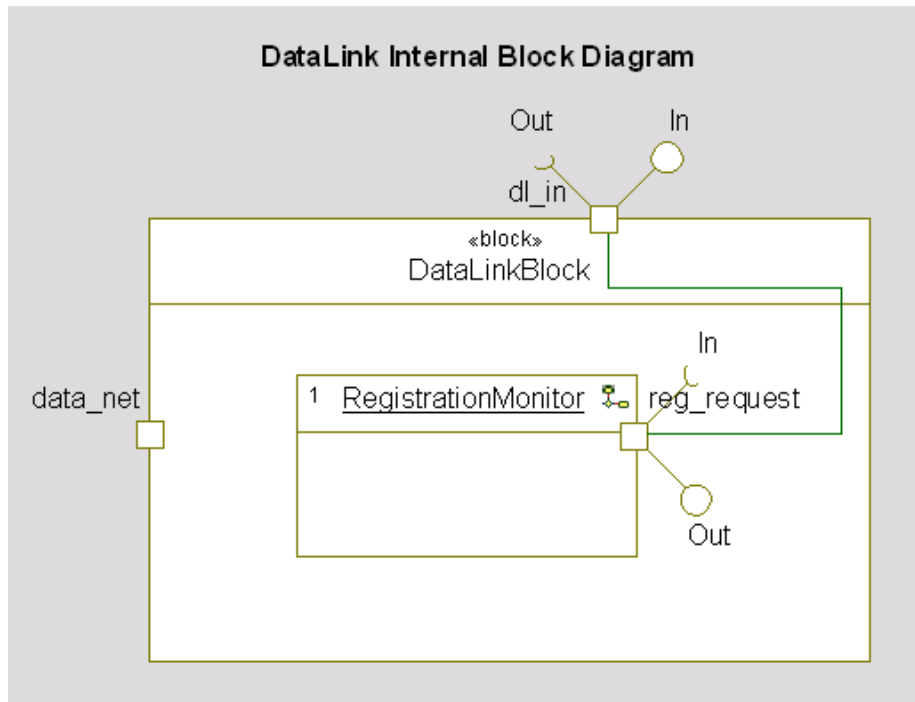 DataLink Internal Block Diagram
Out
In
dl_in
«block»
DataLinkBlock
In
data_net
1 RegistrationMonitor
reg_request
Out